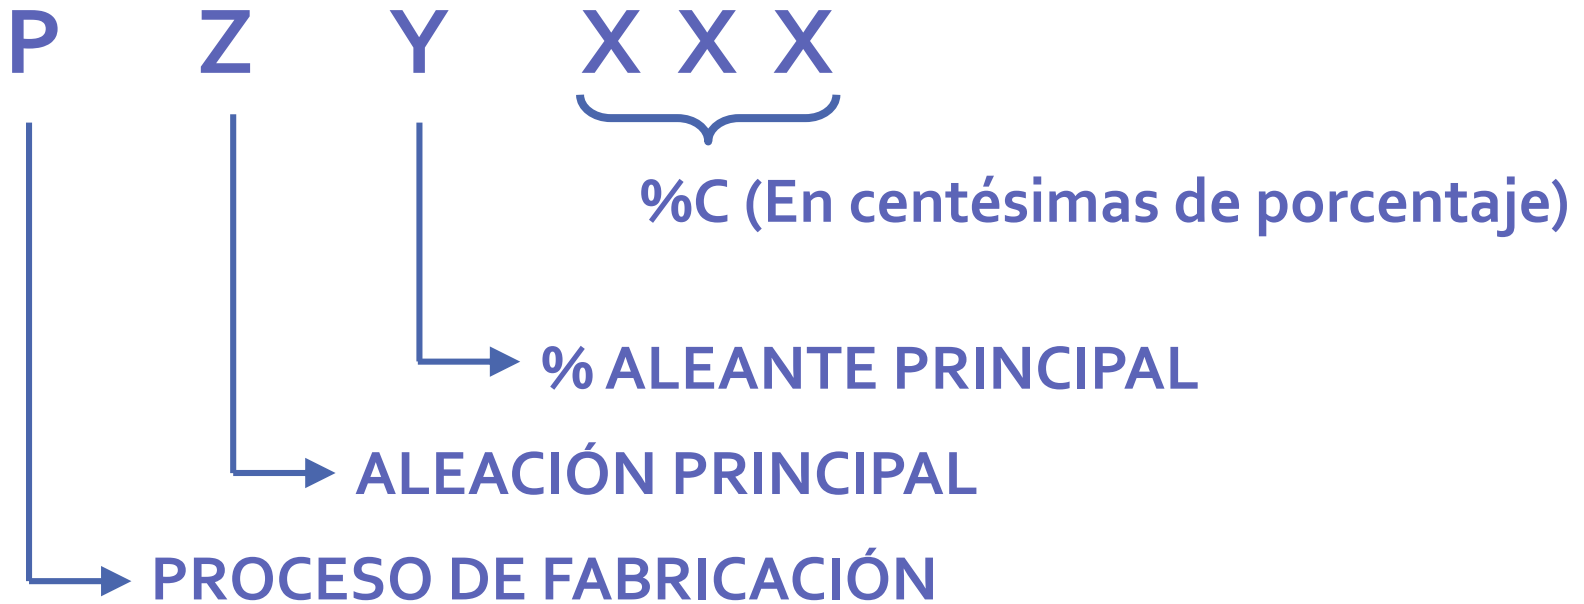 P Z Y X X X
%C (En centésimas de porcentaje)
% ALEANTE PRINCIPAL
ALEACIÓN PRINCIPAL
PROCESO DE FABRICACIÓN